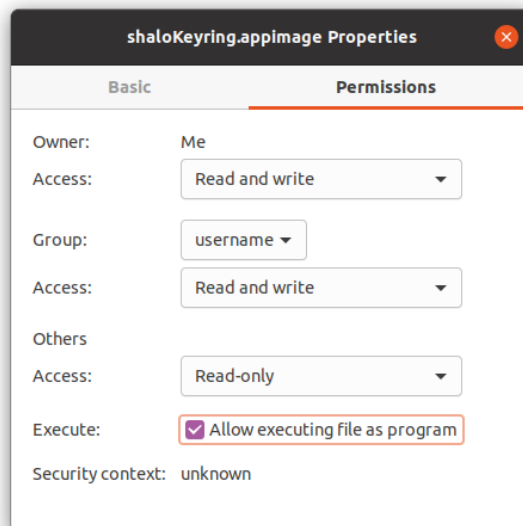 shaloKeyring.appimage Properties
Basic Permissions
Owner: Me
Access: Read and write
Group: username
Access: Read and write
Others
Access: Read-only
Execute: Allow executing file as program
Security context: unknown